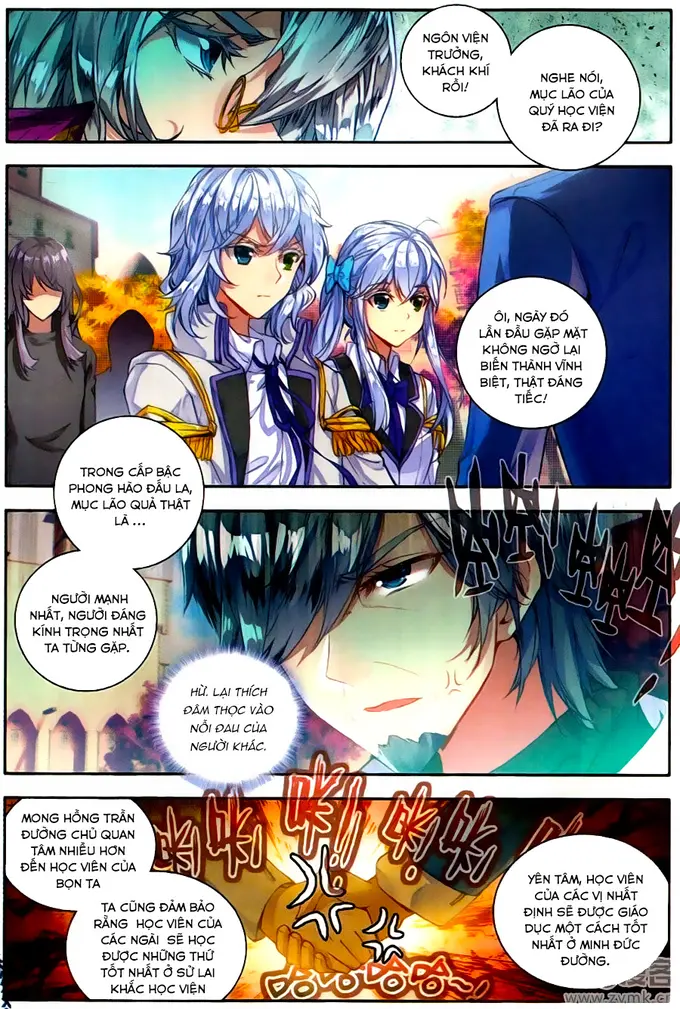 NGÔN VIỆN
TRƯỞNG,
KHÁCH KHÍ
RỒI!
NGHE NÓI,
MỤC LÃO CỦA
QUÝ HỌC VIỆN
ĐÃ RA ĐI?
ÔI, NGÀY ĐÓ
LẦN ĐẦU GẶP MẶT
KHÔNG NGỜ LẠI
BIẾN THÀNH VĨNH
BIỆT, THẬT ĐÁNG
TIẾC!
TRONG CẤP BẬC
PHONG HÀO ĐẤU LA,
MỤC LÃO QUẢ THẬT
LÀ ...
NGƯỜI MẠNH
NHẤT, NGƯỜI ĐÁNG
KÍNH TRỌNG NHẤT
TA TỪNG GẶP.
HỪ. LẠI THÍCH
ĐÂM THỌC VÀO
NỖI ĐAU CỦA
NGƯỜI KHÁC.
MONG HỒNG TRẦN
ĐƯỜNG CHỦ QUAN
TÂM NHIỀU HƠN
ĐẾN HỌC VIÊN CỦA
BỌN TA
TA CŨNG ĐẢM BẢO
RẰNG HỌC VIÊN CỦA
CÁC NGÀI SẼ HỌC
ĐƯỢC NHỮNG THỨ
TỐT NHẤT Ở SỬ LAI
KHẮC HỌC VIỆN
YÊN TÂM, HỌC VIÊN
CỦA CÁC VỊ NHẤT
ĐỊNH SẼ ĐƯỢC GIÁO
DỤC MỘT CÁCH TỐT
NHẤT Ở MINH ĐỨC
ĐƯỜNG.
哈哈哈~
www.zymk.cn